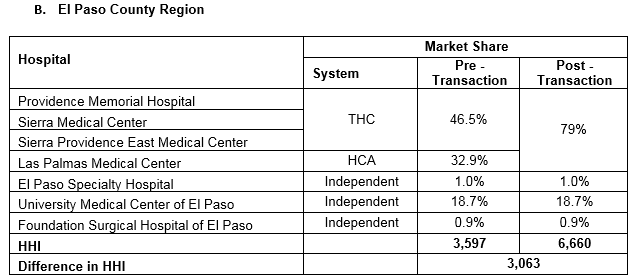 B. El Paso County Region
Hospital
Market Share
System
Pre -
Transaction
Post -
Transaction
Providence Memorial Hospital
Sierra Medical Center
Sierra Providence East Medical Center
THC
46.5%
79%
Las Palmas Medical Center HCA 32.9%
El Paso Specialty Hospital Independent 1.0% 1.0%
University Medical Center of El Paso Independent 18.7% 18.7%
Foundation Surgical Hospital of El Paso Independent 0.9% 0.9%
HHI 3,597 6,660
Difference in HHI 3,063